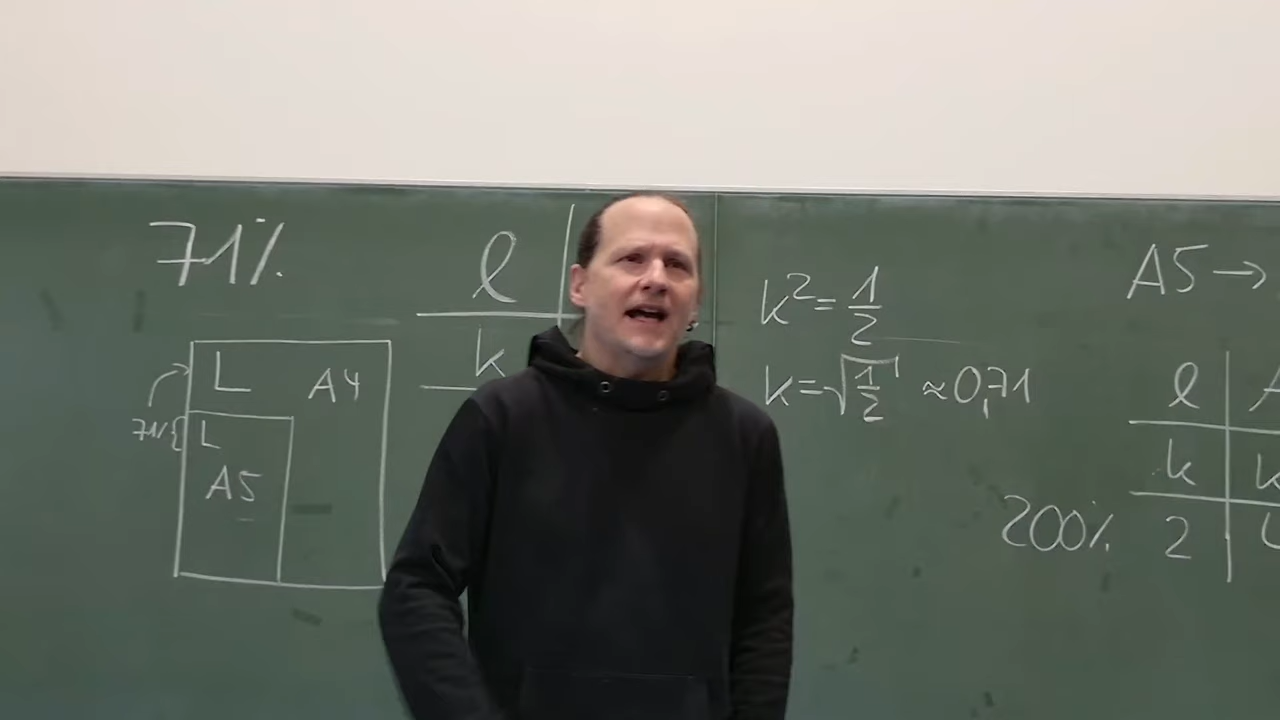 71%
L A4
71%
L
A5
l
k
k² = 1/2
k = √1/2 ≈ 0,71
A5 →
l
k
200% 2